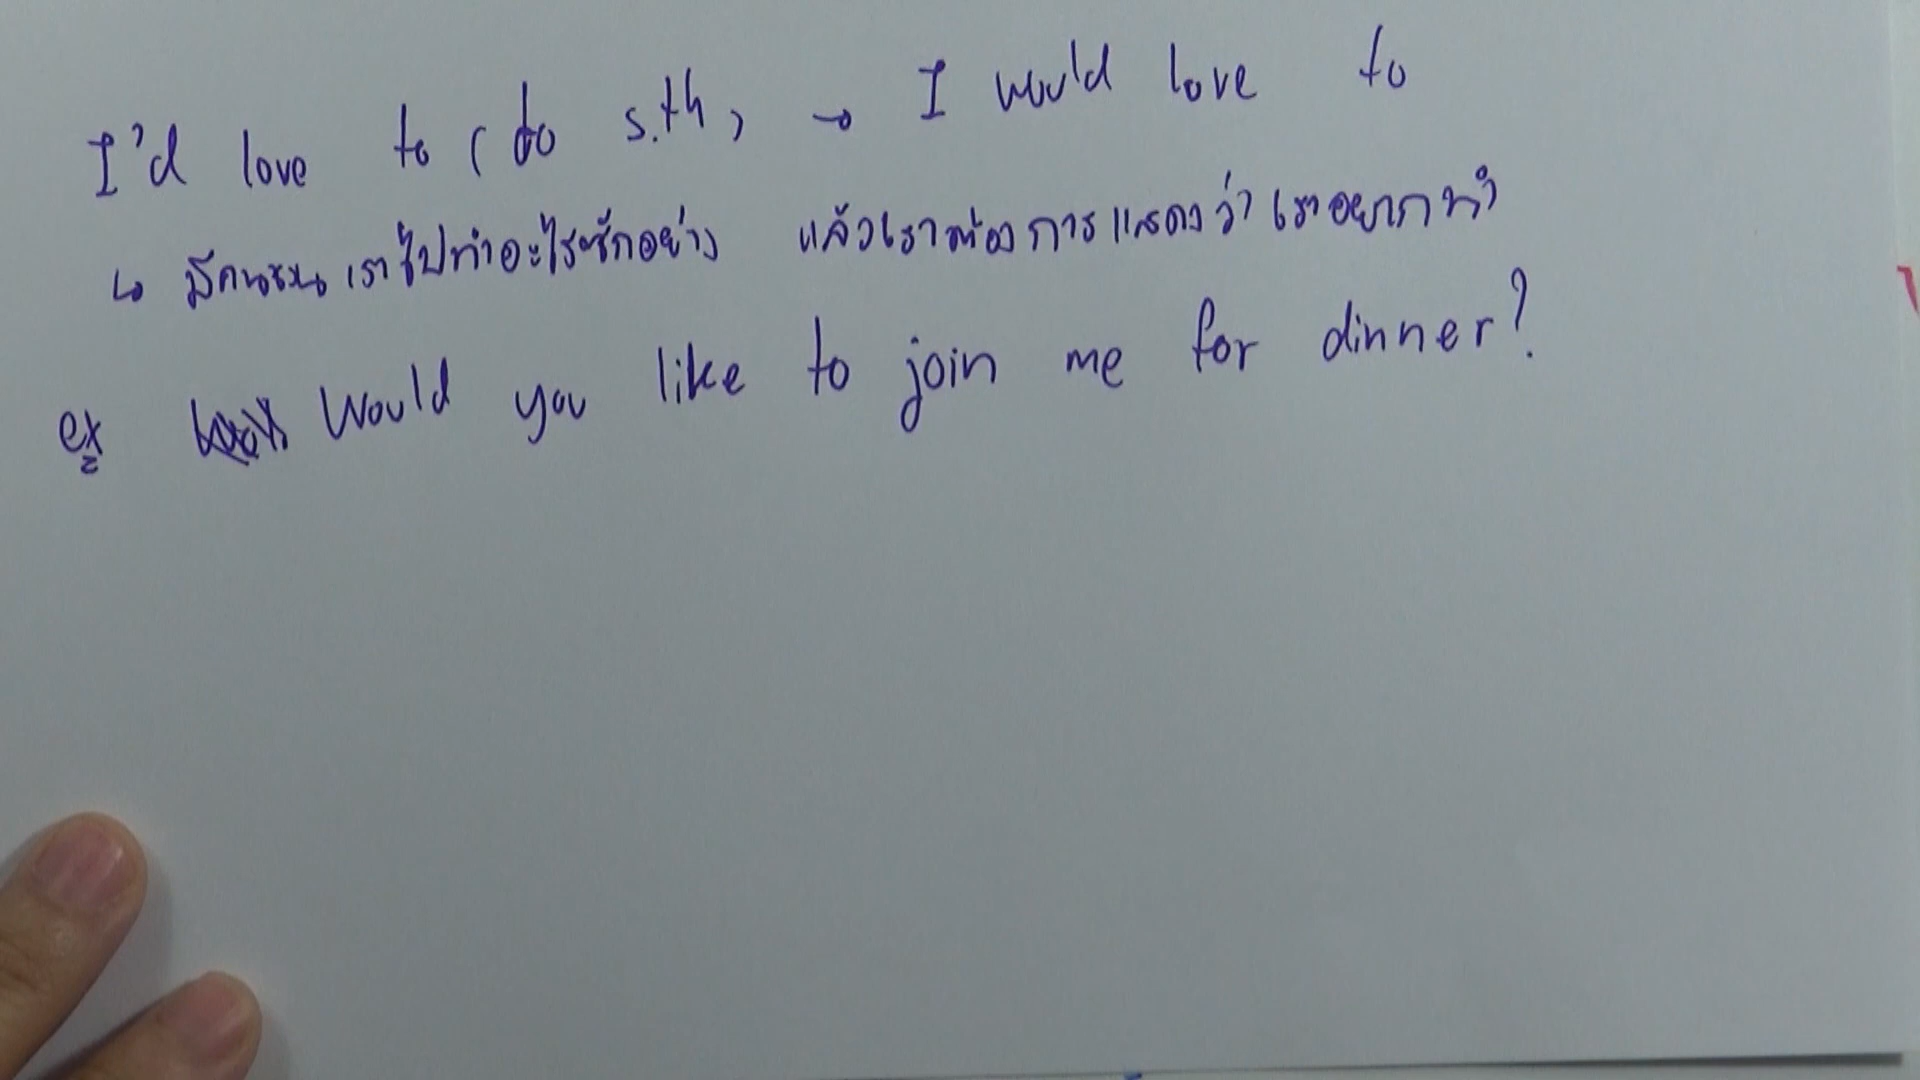 I'd love to (do s.th) → I would love to
↳ มีคนชวนเราไปทำอะไรซักอย่าง แล้วเราต้องการแสดงว่าเราอยากทำ
ex Would you like to join me for dinner?